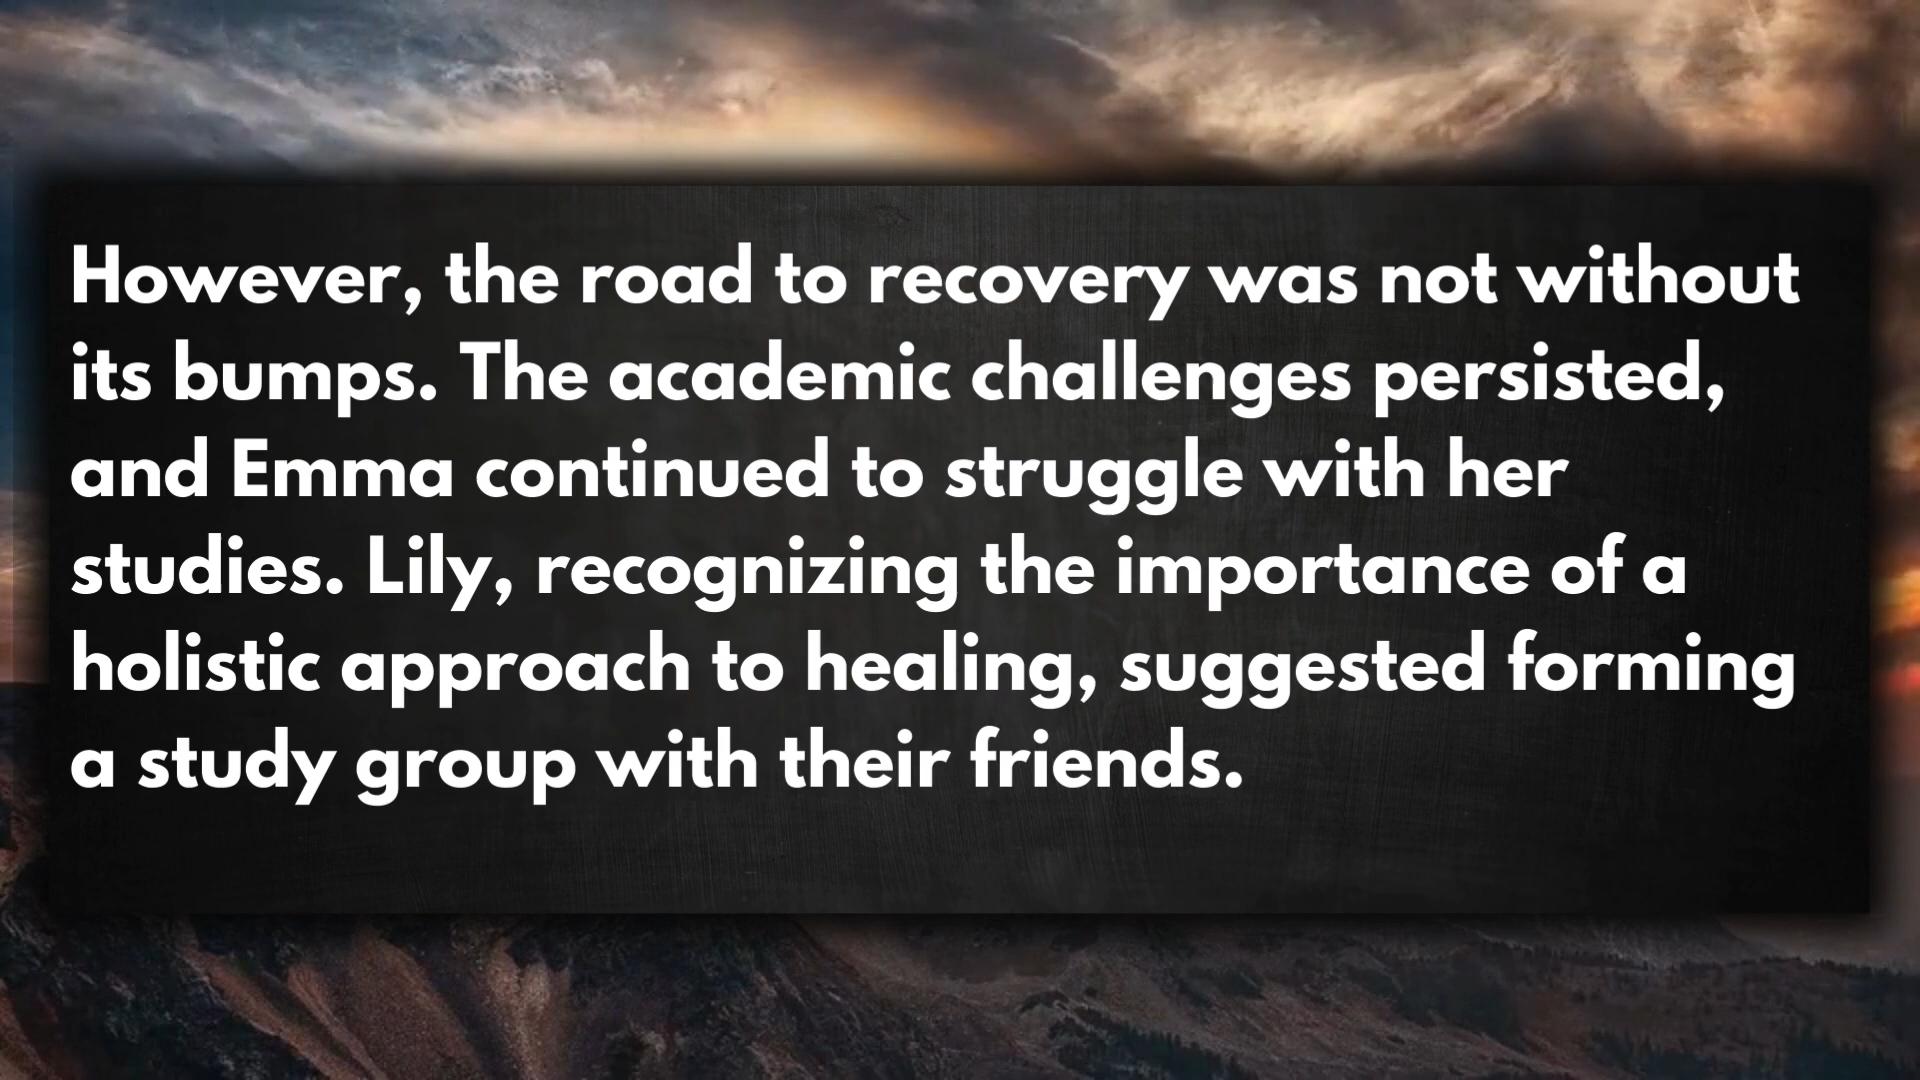 However, the road to recovery was not without
its bumps. The academic challenges persisted,
and Emma continued to struggle with her
studies. Lily, recognizing the importance of a
holistic approach to healing, suggested forming
a study group with their friends.